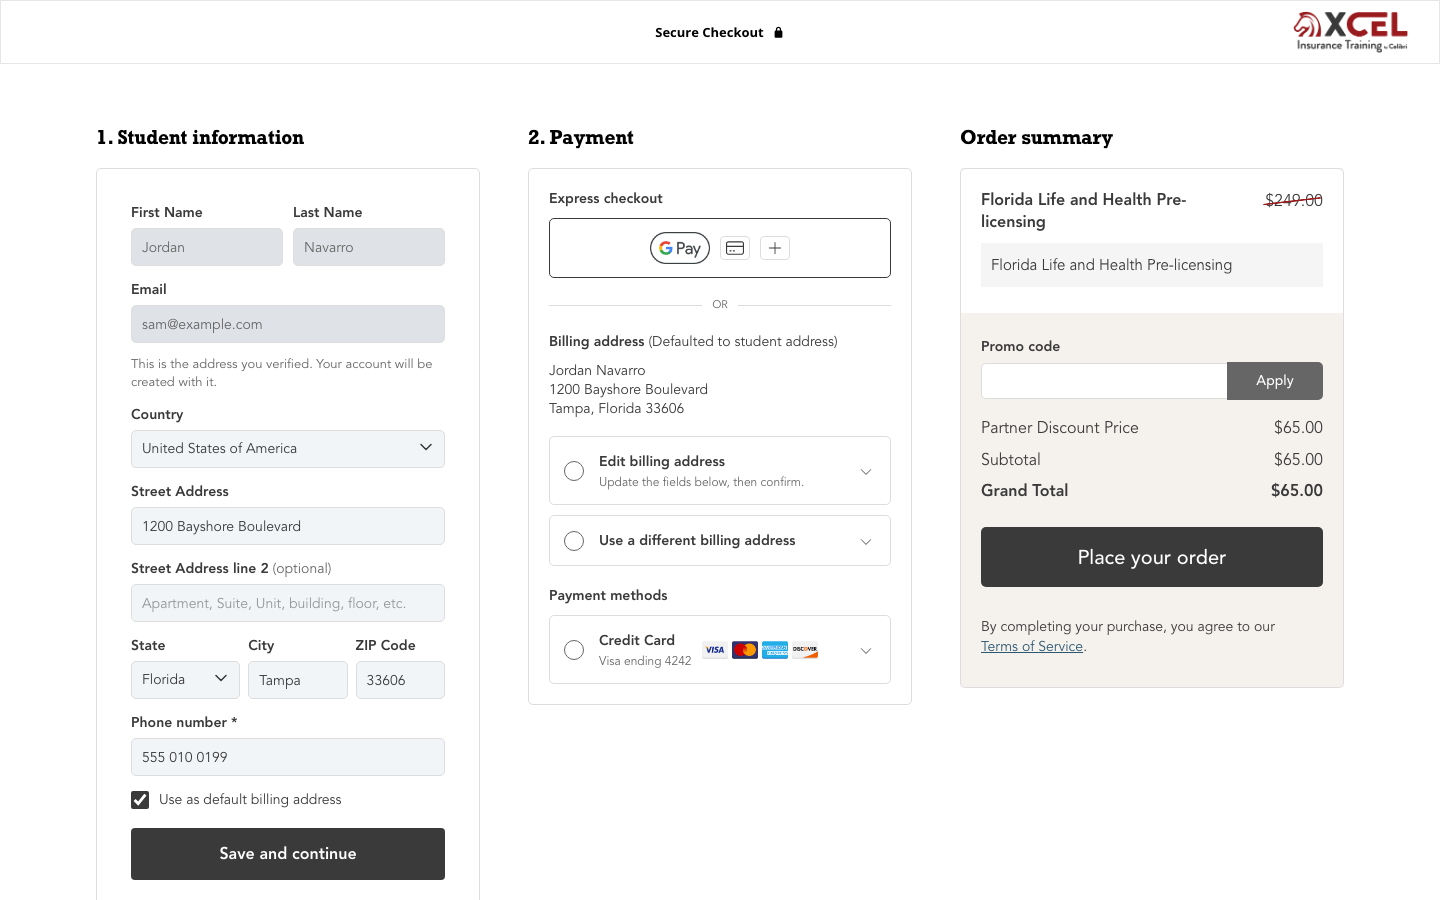 Secure Checkout
XCEL
Insurance Training by Colibri
1. Student information
First Name
Last Name
Jordan
Navarro
Email
sam@example.com
This is the address you verified. Your account will be
created with it.
Country
United States of America
Street Address
1200 Bayshore Boulevard
Street Address line 2 (optional)
Apartment, Suite, Unit, building, floor, etc.
State
City
ZIP Code
Florida
Tampa
33606
Phone number *
555 010 0199
Use as default billing address
Save and continue
2. Payment
Express checkout
G Pay
OR
Billing address (Defaulted to student address)
Jordan Navarro
1200 Bayshore Boulevard
Tampa, Florida 33606
Edit billing address
Update the fields below, then confirm.
Use a different billing address
Payment methods
Credit Card
Visa ending 4242
VISA
DISCOVER
Order summary
Florida Life and Health Pre-
licensing
$249.00
Florida Life and Health Pre-licensing
Promo code
Apply
Partner Discount Price
$65.00
Subtotal
$65.00
Grand Total
$65.00
Place your order
By completing your purchase, you agree to our
Terms of Service.